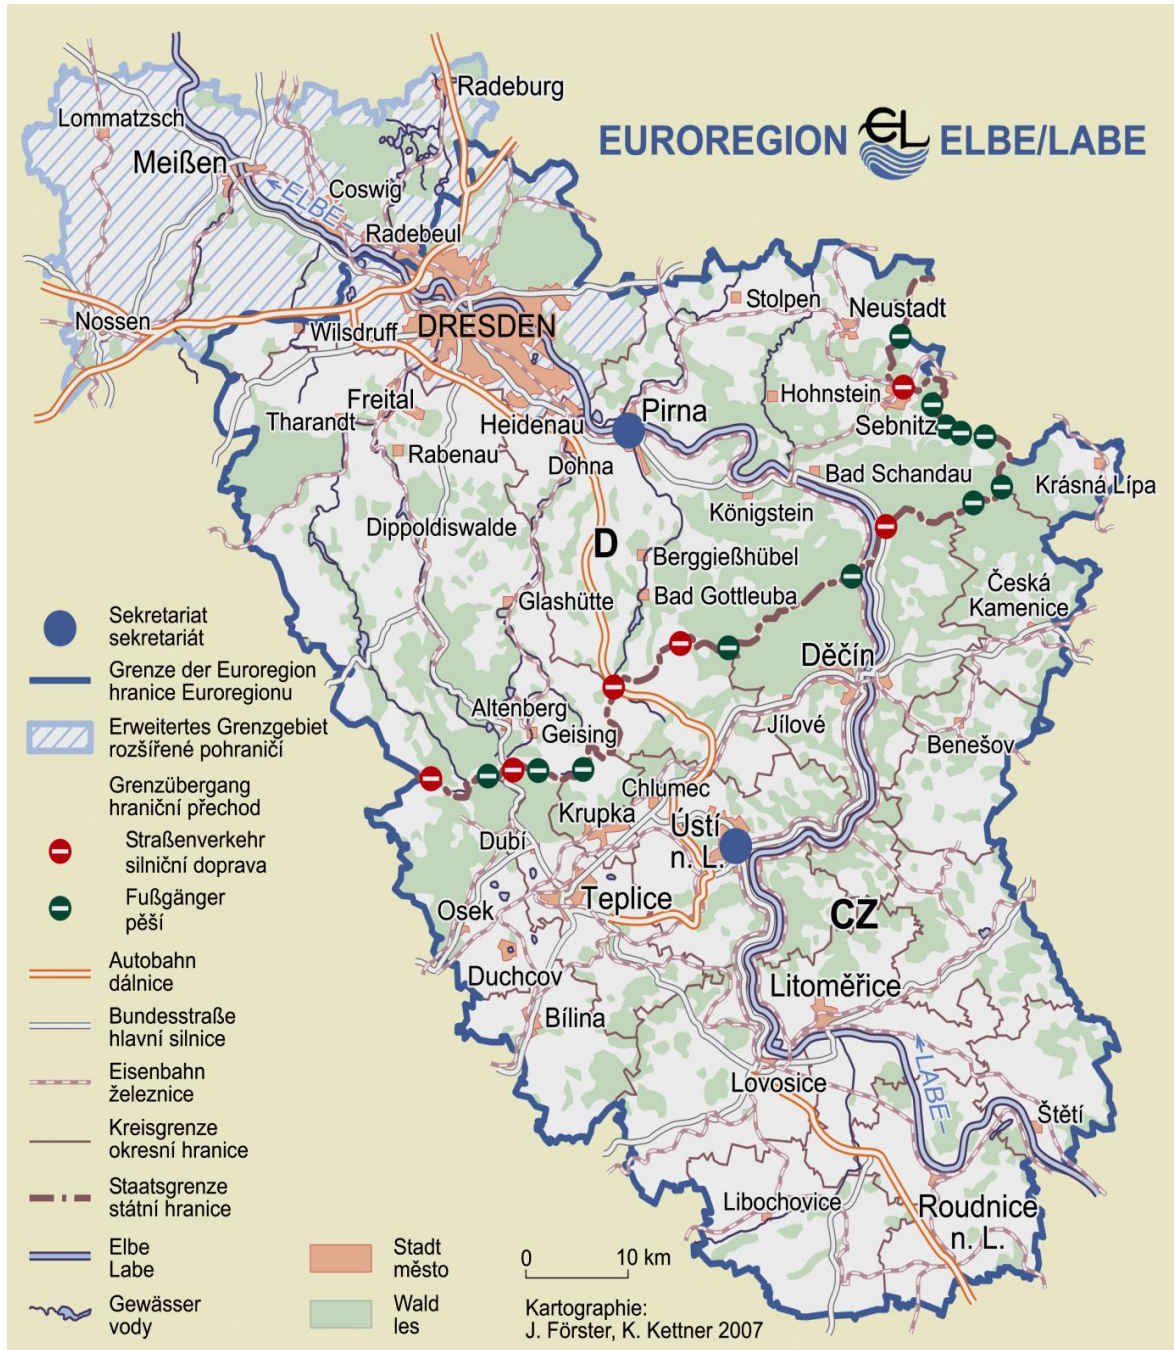 EUROREGION EL ELBE/LABE
Radeburg
Lommatzsch
Meißen
Coswig
ELBE
Radebeul
Stolpen
Neustadt
Nossen
Wilsdruff
DRESDEN
Hohnstein
Freital
Pirna
Tharandt
Heidenau
Sebnitz
Rabenau
Dohna
Bad Schandau
Krásná Lípa
Königstein
Dippoldiswalde
D
Berggießhübel
Bad Gottleuba
Glashütte
Česká
Kamenice
Děčín
Altenberg
Geising
Jílové
Benešov
Chlumec
Krupka
Ústí
n. L.
Dubí
Teplice
Osek
CZ
Duchcov
Litoměřice
Bílina
Lovosice
LABE
Štětí
Libochovice
Roudnice
n. L.
Sekretariat
sekretariát
Grenze der Euroregion
hranice Euroregionu
Erweitertes Grenzgebiet
rozšířené pohraničí
Grenzübergang
hraniční přechod
Straßenverkehr
silniční doprava
Fußgänger
pěší
Autobahn
dálnice
Bundesstraße
hlavní silnice
Eisenbahn
železnice
Kreisgrenze
okresní hranice
Staatsgrenze
státní hranice
Elbe
Labe
Gewässer
vody
Stadt
město
Wald
les
0 10 km
Kartographie:
J. Förster, K. Kettner 2007